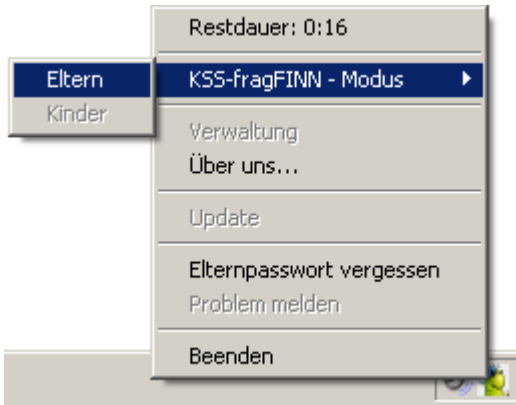 Restdauer: 0:16
KSS-fragFINN - Modus
Eltern
Kinder
Verwaltung
Über uns...
Update
Elternpasswort vergessen
Problem melden
Beenden